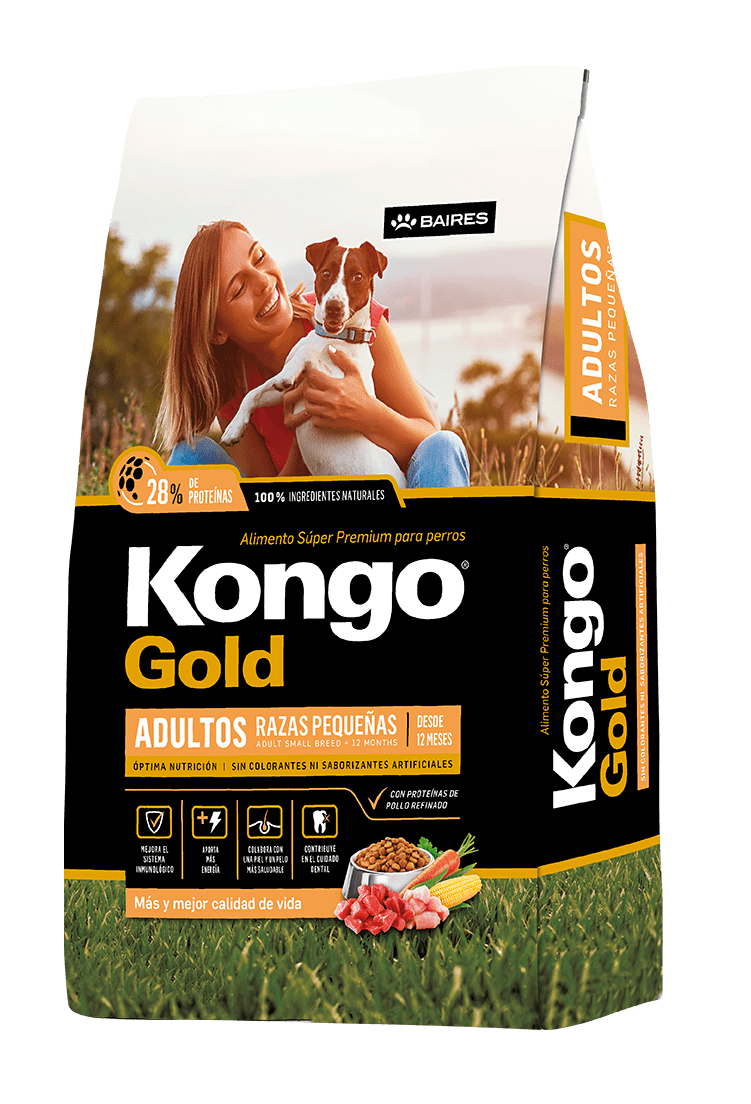 BAIRES
28% DE
PROTEÍNAS
100% INGREDIENTES NATURALES
Alimento Súper Premium para perros
Kongo®
Gold
ADULTOS RAZAS PEQUEÑAS DESDE
ADULT SMALL BREED + 12 MONTHS 12 MESES
ÓPTIMA NUTRICIÓN | SIN COLORANTES NI SABORIZANTES ARTIFICIALES
CON PROTEÍNAS DE
POLLO REFINADO
MEJORA EL
SISTEMA
INMUNOLÓGICO
APORTA
MÁS
ENERGÍA
COLABORA CON
UNA PIEL Y UN PELO
MÁS SALUDABLE
CONTRIBUYE
EN EL CUIDADO
DENTAL
Más y mejor calidad de vida
ADULTOS
RAZAS PEQUEÑAS
Alimento Súper Premium para perros
Kongo®
Gold
SIN COLORANTES NI SABORIZANTES ARTIFICIALES